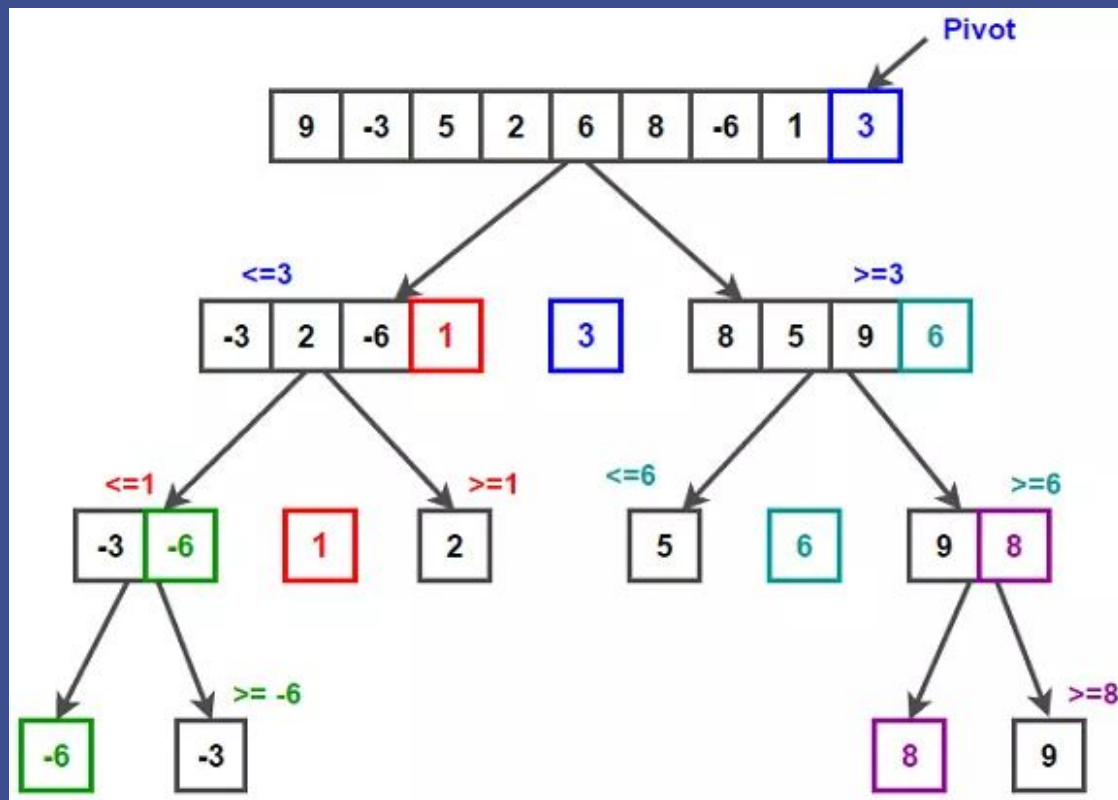 Pivot
9 -3 5 2 6 8 -6 1 3
<=3 >=3
-3 2 -6 1 3 8 5 9 6
<=1 >=1 <=6 >=6
-3 -6 1 2 5 6 9 8
>= -6 >=8
-6 -3 8 9